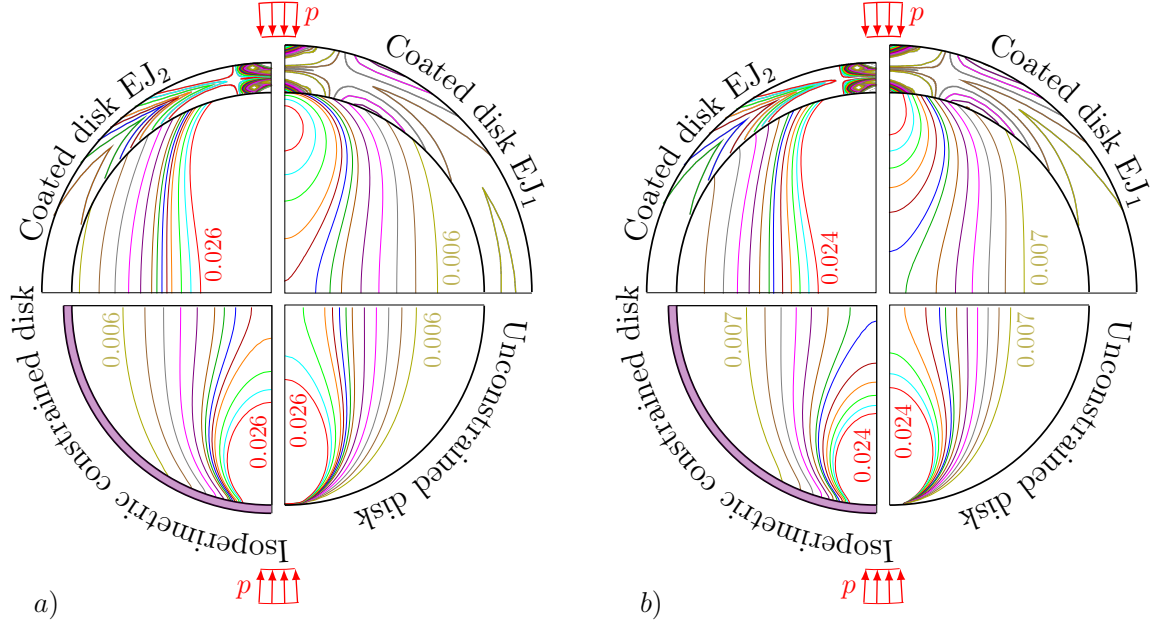 p
Coated disk EJ2
Coated disk EJ1
0.026
0.006
0.006
0.006
0.026
0.026
Isoperimetric constrained disk
Unconstrained disk
p
a)
p
Coated disk EJ2
Coated disk EJ1
0.024
0.007
0.007
0.007
0.024
0.024
Isoperimetric constrained disk
Unconstrained disk
p
b)